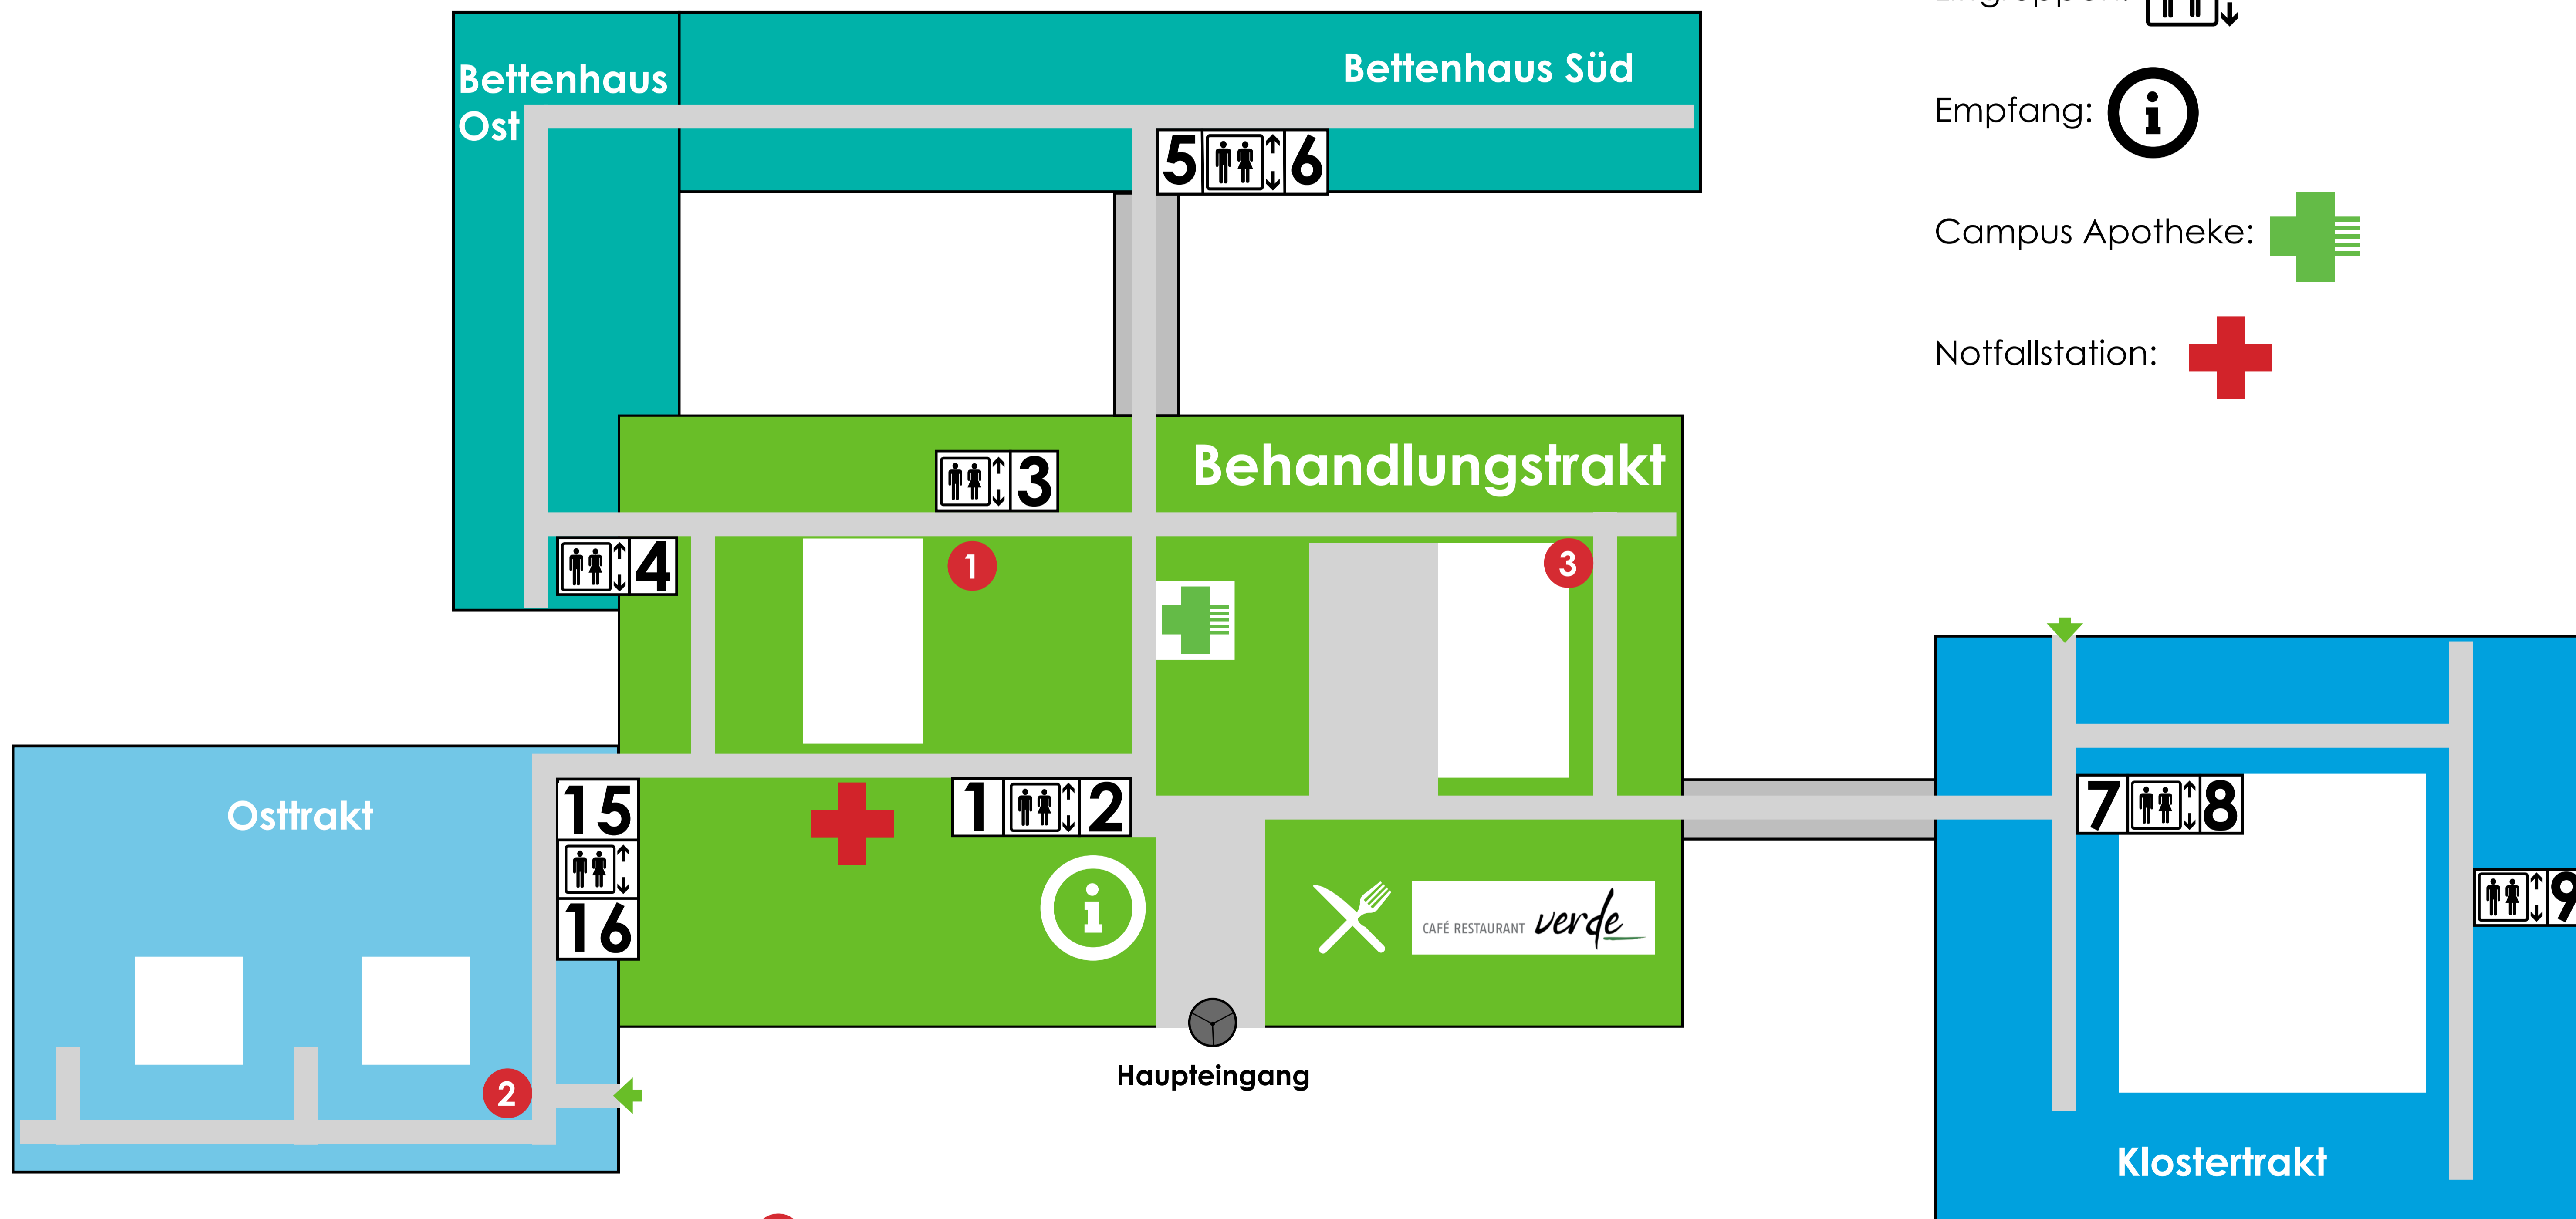 Bettenhaus
Ost
Bettenhaus Süd
5 6
Empfang: i
Campus Apotheke:
Notfallstation:
Behandlungstrakt
3
4
1
3
Osttrakt
15
16
1 2
i
CAFÉ RESTAURANT verde
7 8
9
2
Haupteingang
Klostertrakt